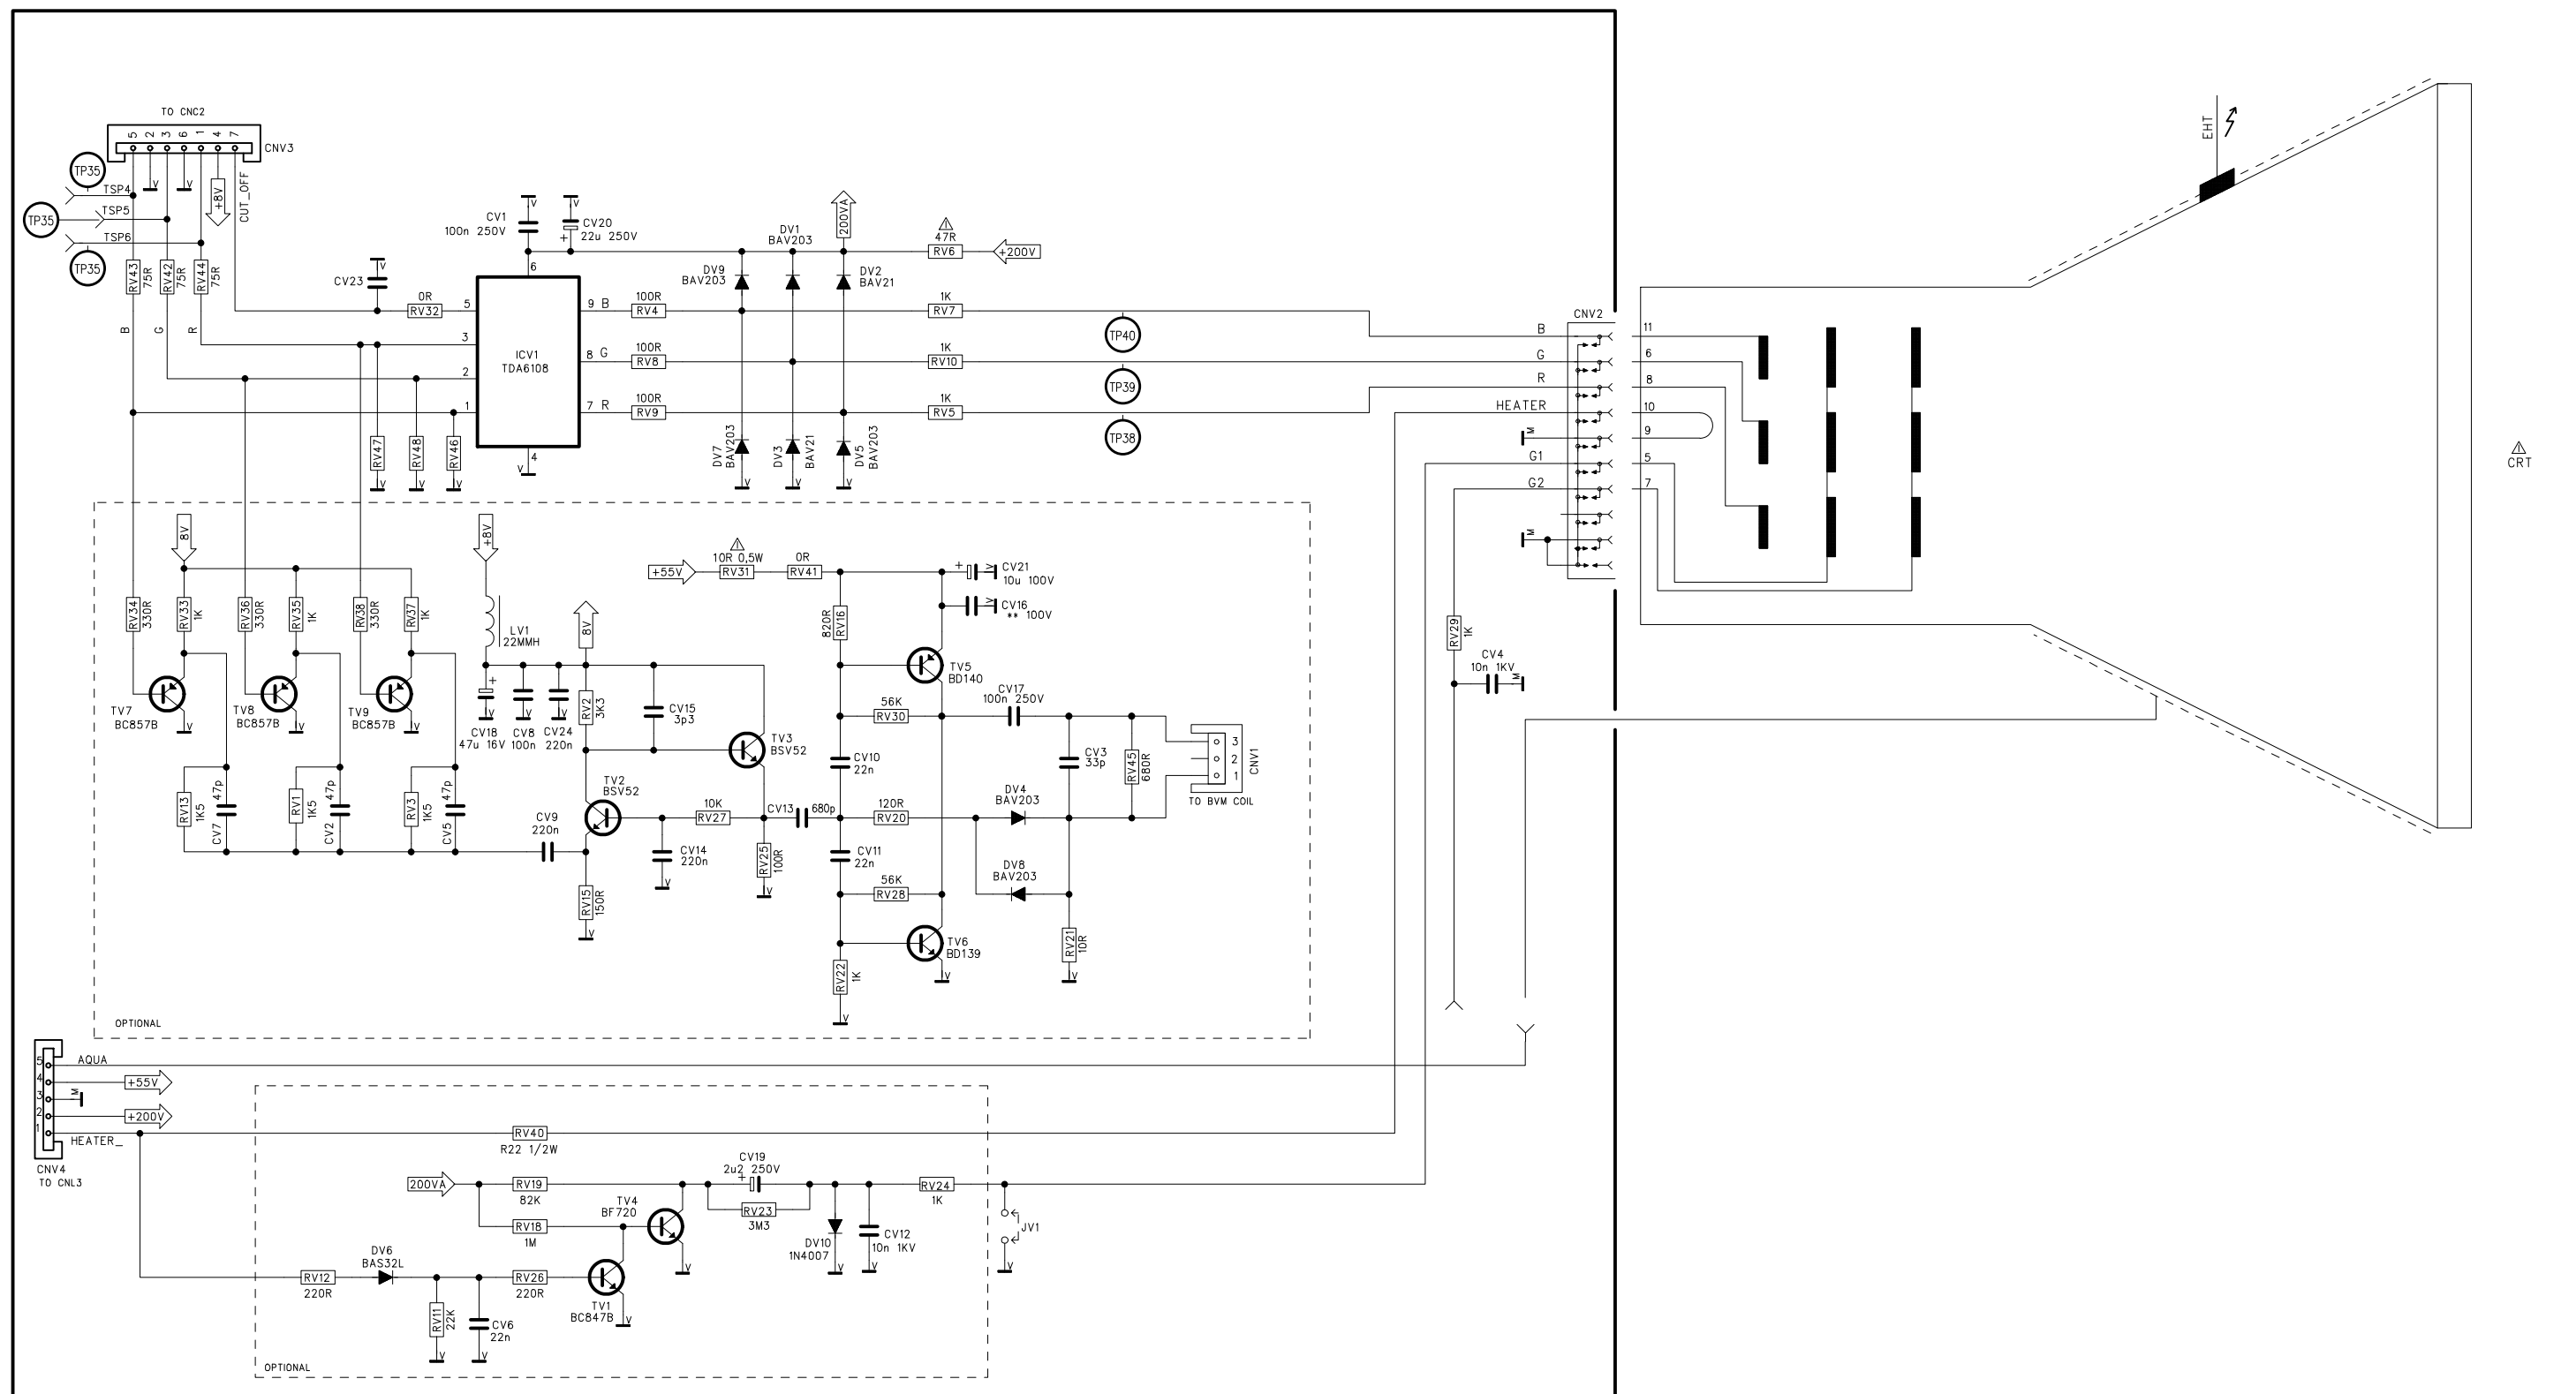 TO CNC2
5 2 3 6 1 4 7
CNV3
TP35
TSP4
TP35
TSP5
TSP6
TP35
+8V
CUT_OFF
RV43
75R
RV42
75R
RV44
75R
B
G
R
CV23
0R
RV32
CV1
100n 250V
V
V
CV20
22u 250V
+
6
5
3
2
1
4
ICV1
TDA6108
9 B
8 G
7 R
100R
RV4
100R
RV8
100R
RV9
DV9
BAV203
DV1
BAV203
DV2
BAV21
200VA
47R
RV6
+200V
1K
RV7
1K
RV10
1K
RV5
TP40
TP39
TP38
DV7
BAV203
DV3
BAV21
DV5
BAV203
RV47
RV48
RV46
V
V
V
CNV2
B
G
R
HEATER
M
G1
G2
M
11
6
8
10
9
5
7
EHT
CRT
8V
RV34
330R
RV33
1K
RV36
330R
RV35
1K
RV38
330R
RV37
1K
TV7
BC857B
TV8
BC857B
TV9
BC857B
RV13
1K5
CV7
47p
RV1
1K5
CV2
47p
RV3
1K5
CV5
47p
+8V
LV1
22MMH
8V
+
CV18
47u 16V
CV8
100n
CV24
220n
RV2
3K3
CV15
3p3
TV3
BSV52
TV2
BSV52
CV9
220n
RV15
150R
10K
RV27
CV14
220n
RV25
100R
CV13
680p
+55V
10R 0,5W
RV31
0R
RV41
820R
RV16
+
CV21
10u 100V
CV16
** 100V
TV5
BD140
56K
RV30
CV17
100n 250V
CV10
22n
120R
RV20
CV11
22n
56K
RV28
TV6
BD139
RV22
1K
DV4
BAV203
DV8
BAV203
CV3
33p
RV45
680R
RV21
10R
3
2
1
CNV1
TO BVM COIL
RV29
1K
CV4
10n 1KV
M
OPTIONAL
5
4
3
2
1
AQUA
+55V
M
+200V
HEATER_
CNV4
TO CNL3
RV40
R22 1/2W
200VA
RV19
82K
RV18
1M
TV4
BF720
CV19
2u2 250V
+
RV23
3M3
DV10
1N4007
CV12
10n 1KV
RV24
1K
JV1
DV6
BAS32L
RV12
220R
RV11
22K
CV6
22n
RV26
220R
TV1
BC847B
OPTIONAL